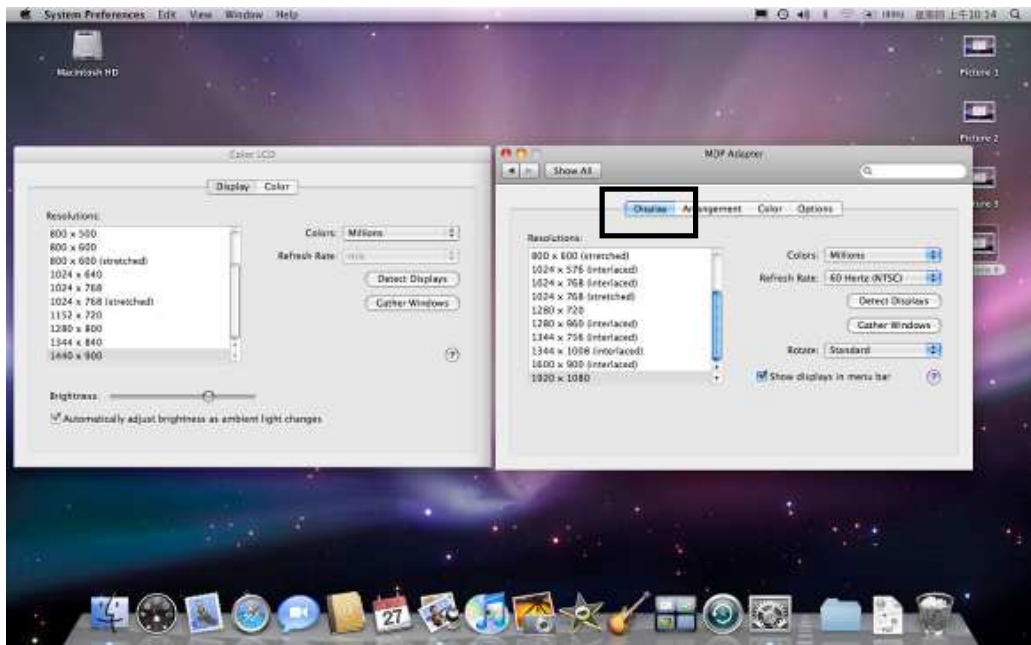 System Preferences Edit View Window Help
上午10:14
Macintosh HD
Picture 1
Picture 2
Color LCD
Display Color
Resolutions:
800 x 500
800 x 600
800 x 600 (stretched)
1024 x 640
1024 x 768
1024 x 768 (stretched)
1152 x 720
1280 x 800
1344 x 840
1440 x 900
Colors: Millions
Refresh Rate: n/a
Detect Displays
Gather Windows
?
Brightness
Automatically adjust brightness as ambient light changes
MDP Adapter
Show All
Display Arrangement Color Options
Resolutions:
800 x 600 (stretched)
1024 x 576 (interlaced)
1024 x 768 (interlaced)
1024 x 768 (stretched)
1280 x 720
1280 x 960 (interlaced)
1344 x 756 (interlaced)
1344 x 1008 (interlaced)
1600 x 900 (interlaced)
1920 x 1080
Colors: Millions
Refresh Rate: 60 Hertz (NTSC)
Detect Displays
Gather Windows
Rotate: Standard
Show displays in menu bar
?
27